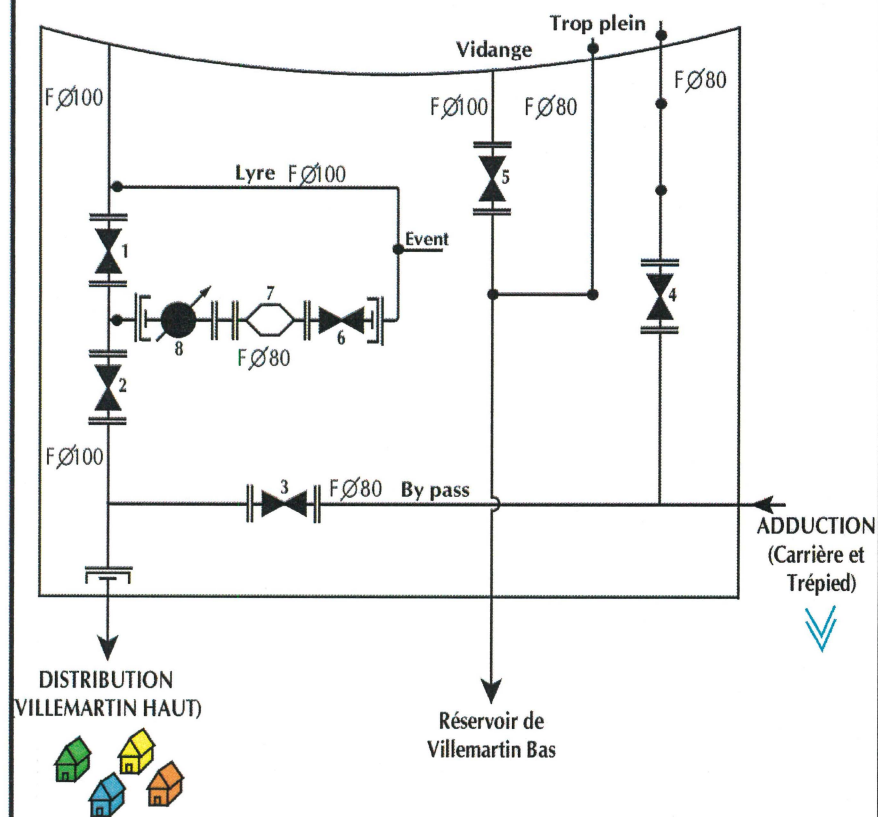 Trop plein
Vidange
FØ100
FØ100
FØ80
FØ80
Lyre FØ100
5
Event
1
7
4
8
6
FØ80
2
FØ100
3
FØ80
By pass
ADDUCTION
(Carrière et
Trépied)
DISTRIBUTION
(VILLEMARTIN HAUT)
Réservoir de
Villemartin Bas